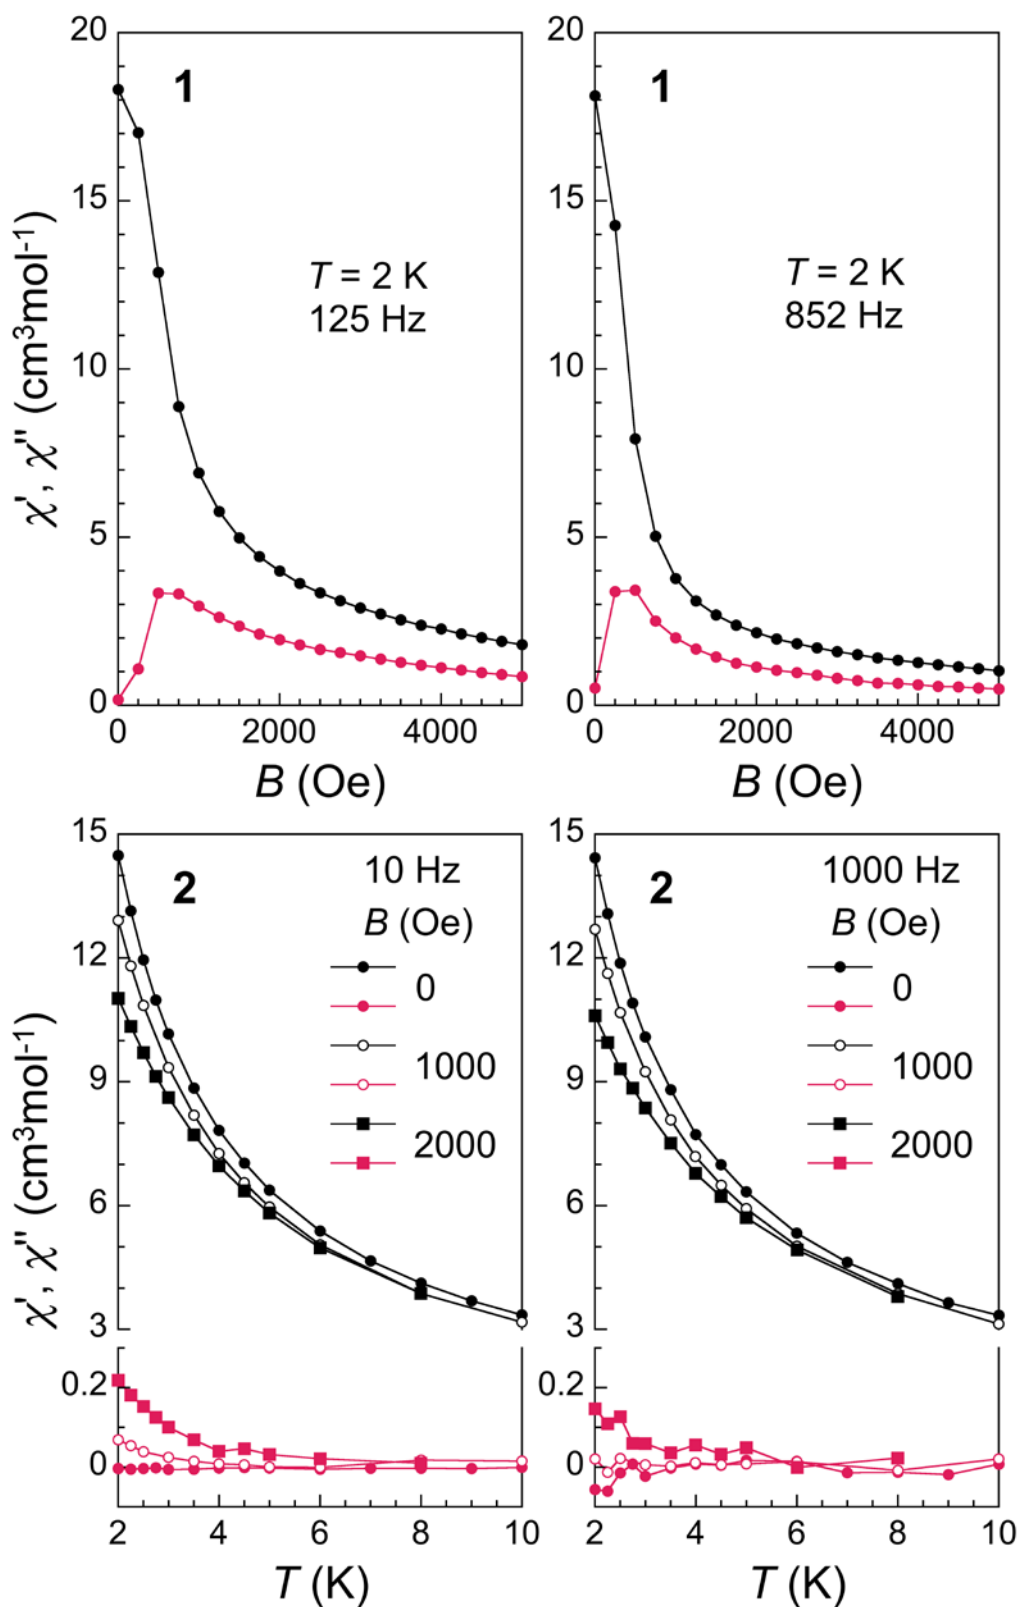 20
15
10
5
0
χ', χ" (cm³mol⁻¹)
1
T = 2 K
125 Hz
0 2000 4000
B (Oe)
20
15
10
5
0
1
T = 2 K
852 Hz
0 2000 4000
B (Oe)
15
12
9
6
3
0.2
0
χ', χ" (cm³mol⁻¹)
2
10 Hz
B (Oe)
0
1000
2000
2 4 6 8 10
T (K)
15
12
9
6
3
0.2
0
2
1000 Hz
B (Oe)
0
1000
2000
2 4 6 8 10
T (K)